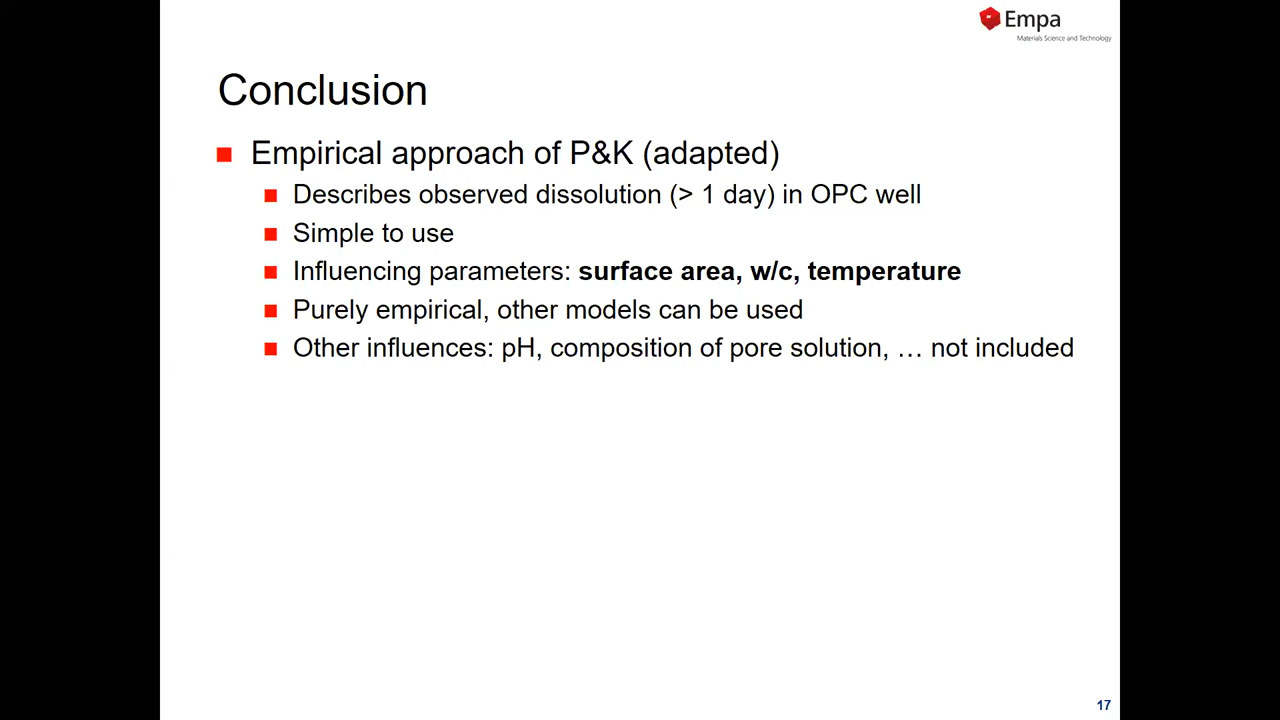 Empa
Materials Science and Technology
Conclusion
Empirical approach of P&K (adapted)
Describes observed dissolution (> 1 day) in OPC well
Simple to use
Influencing parameters: surface area, w/c, temperature
Purely empirical, other models can be used
Other influences: pH, composition of pore solution, … not included
17